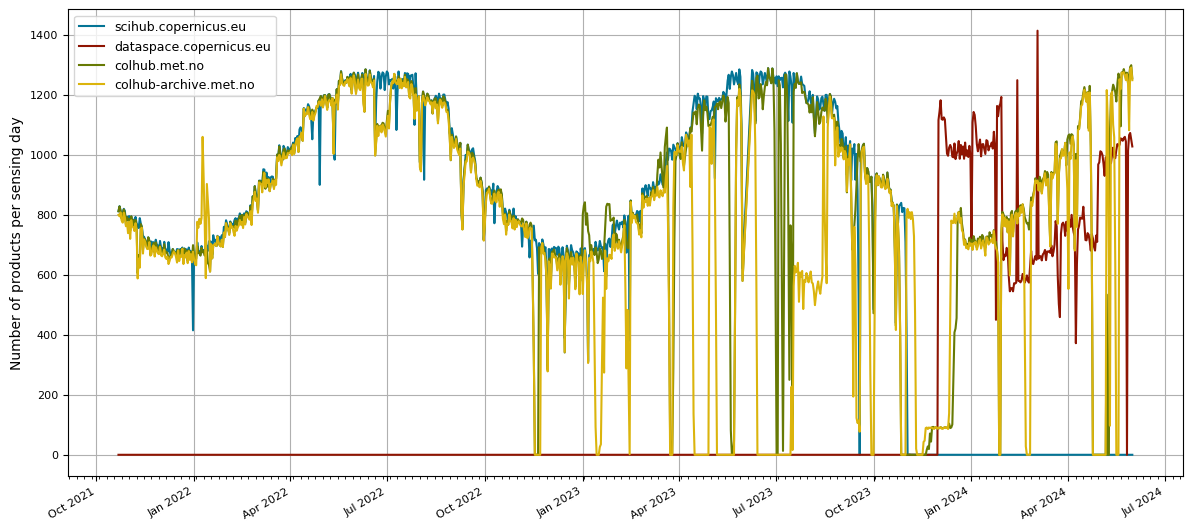 scihub.copernicus.eu
dataspace.copernicus.eu
colhub.met.no
colhub-archive.met.no
Number of products per sensing day
1400
1200
1000
800
600
400
200
0
Oct 2021
Jan 2022
Apr 2022
Jul 2022
Oct 2022
Jan 2023
Apr 2023
Jul 2023
Oct 2023
Jan 2024
Apr 2024
Jul 2024